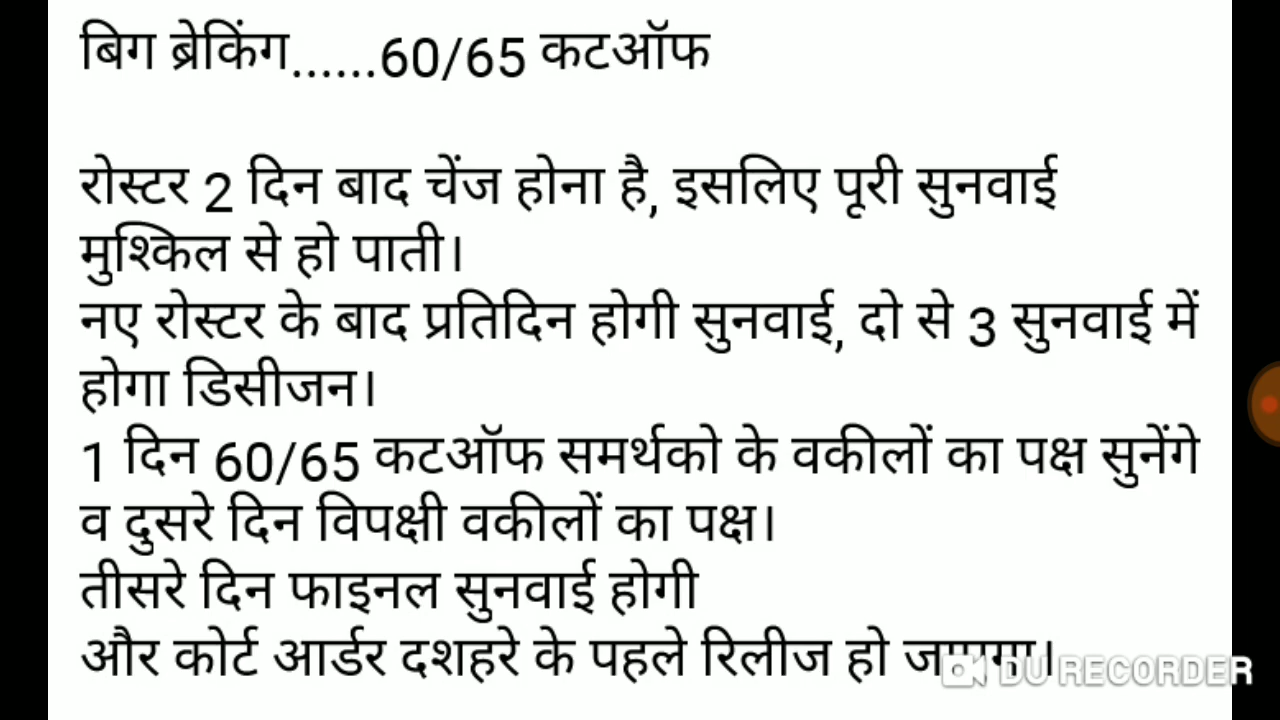 बिग ब्रेकिंग......60/65 कटऑफ
रोस्टर 2 दिन बाद चेंज होना है, इसलिए पूरी सुनवाई
मुश्किल से हो पाती।
नए रोस्टर के बाद प्रतिदिन होगी सुनवाई, दो से 3 सुनवाई में
होगा डिसीजन।
1 दिन 60/65 कटऑफ समर्थको के वकीलों का पक्ष सुनेंगे
व दुसरे दिन विपक्षी वकीलों का पक्ष।
तीसरे दिन फाइनल सुनवाई होगी
और कोर्ट आर्डर दशहरे के पहले रिलीज हो
DU RECORDER